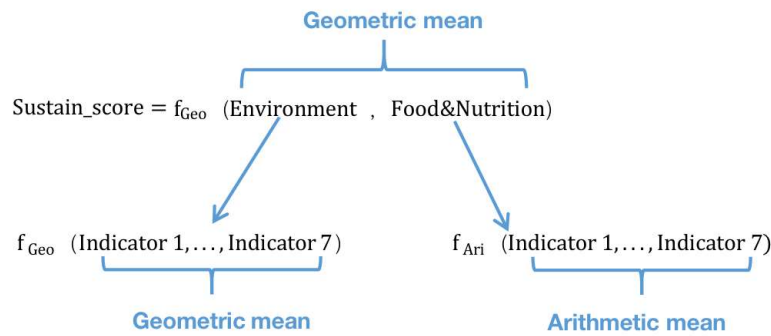 Geometric mean
Sustain_score = f_Geo (Environment , Food&Nutrition)
f_Geo (Indicator 1,..., Indicator 7) f_Ari (Indicator 1,..., Indicator 7)
Geometric mean Arithmetic mean